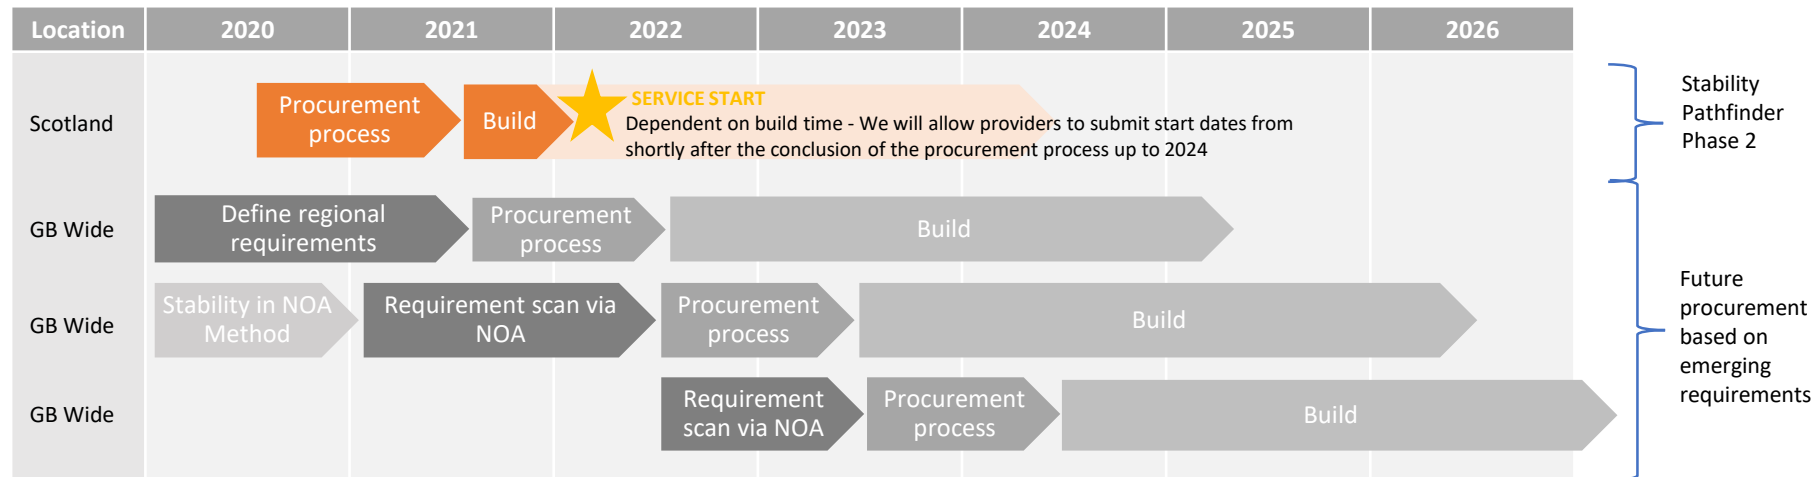 Location 2020 2021 2022 2023 2024 2025 2026
Scotland
Procurement
process
Build
SERVICE START
Dependent on build time - We will allow providers to submit start dates from
shortly after the conclusion of the procurement process up to 2024
Stability
Pathfinder
Phase 2
GB Wide
Define regional
requirements
Procurement
process
Build
GB Wide
Stability in NOA
Method
Requirement scan via
NOA
Procurement
process
Build
GB Wide
Requirement
scan via NOA
Procurement
process
Build
Future
procurement
based on
emerging
requirements